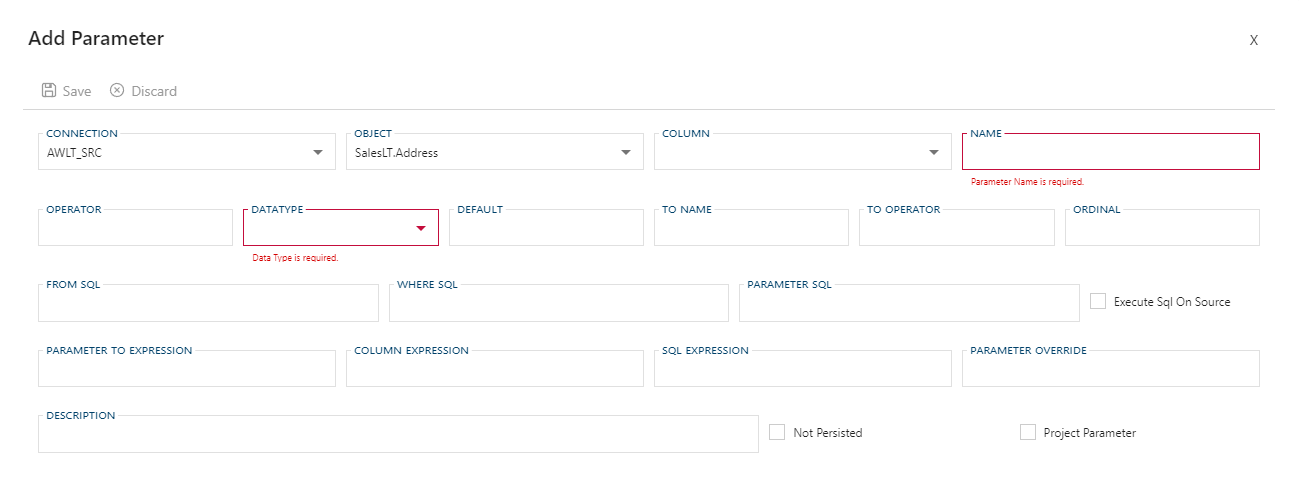 Add Parameter
X
Save Discard
CONNECTION OBJECT COLUMN NAME
AWLT_SRC SalesLT.Address
Parameter Name is required.
OPERATOR DATATYPE DEFAULT TO NAME TO OPERATOR ORDINAL
Data Type is required.
FROM SQL WHERE SQL PARAMETER SQL
Execute Sql On Source
PARAMETER TO EXPRESSION COLUMN EXPRESSION SQL EXPRESSION PARAMETER OVERRIDE
DESCRIPTION
Not Persisted Project Parameter